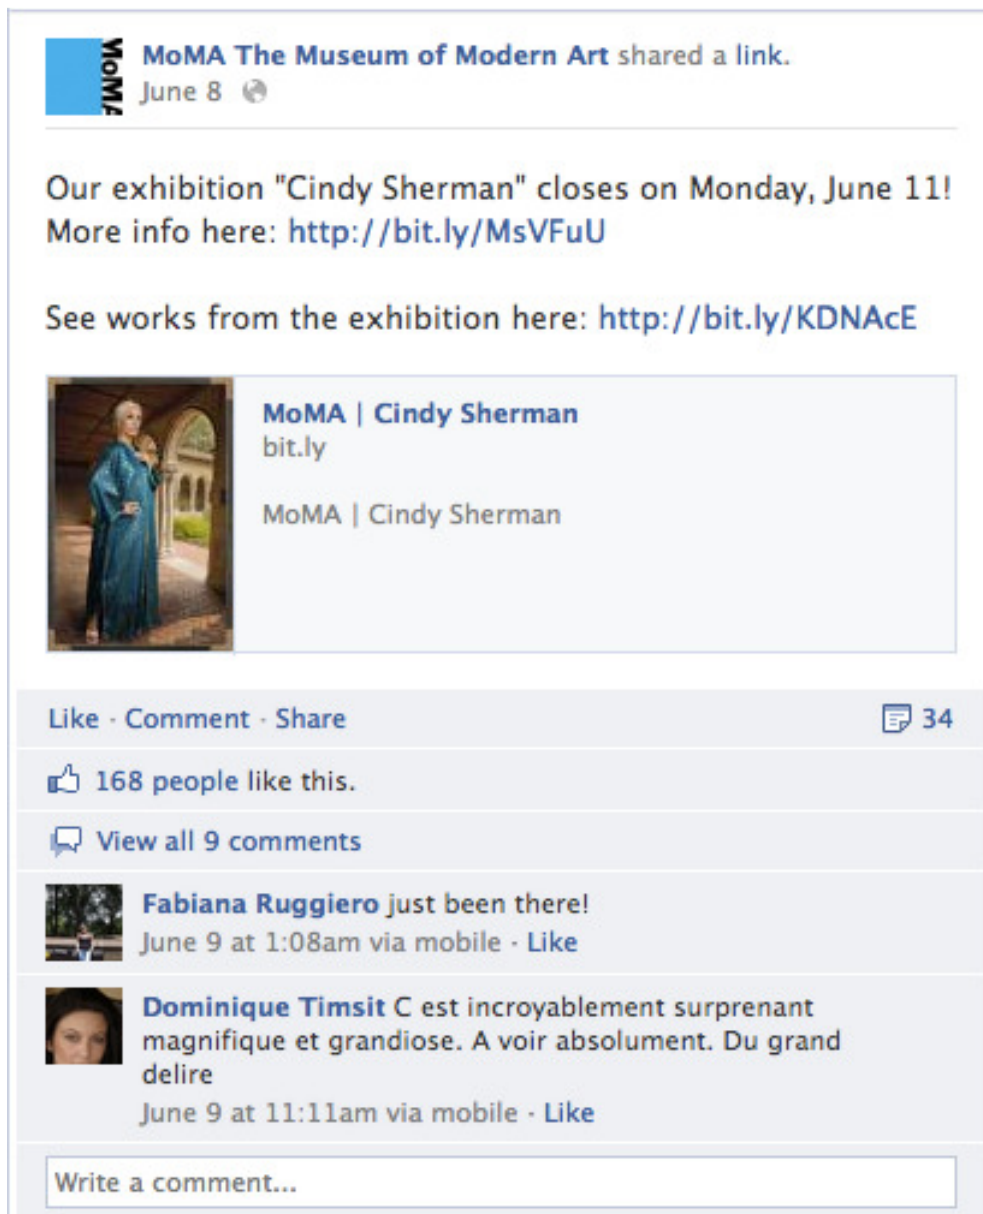 MoMA
MoMA The Museum of Modern Art shared a link.
June 8
Our exhibition "Cindy Sherman" closes on Monday, June 11!
More info here: http://bit.ly/MsVFuU
See works from the exhibition here: http://bit.ly/KDNAcE
MoMA | Cindy Sherman
bit.ly
MoMA | Cindy Sherman
Like · Comment · Share 34
168 people like this.
View all 9 comments
Fabiana Ruggiero just been there!
June 9 at 1:08am via mobile · Like
Dominique Timsit C est incroyablement surprenant
magnifique et grandiose. A voir absolument. Du grand
delire
June 9 at 11:11am via mobile · Like
Write a comment...